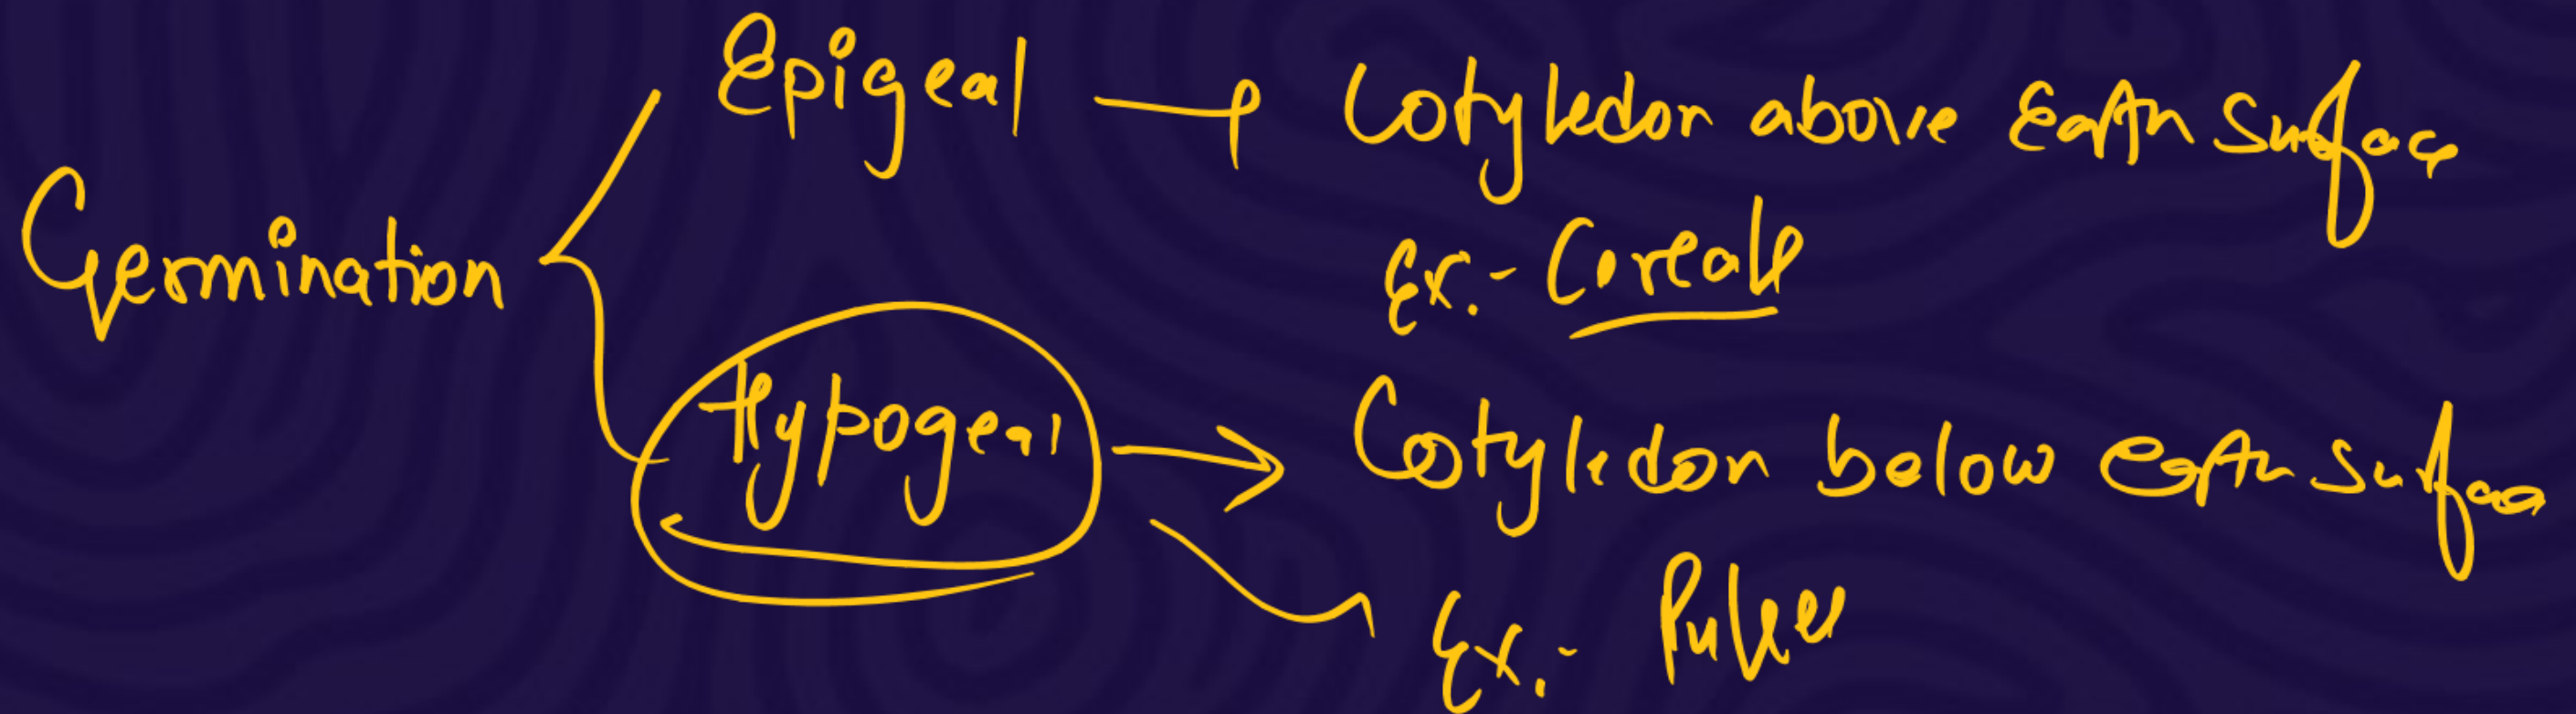 Epigeal → Cotyledon above Earth surface
Ex.:- Cereals
Germination
Hypogeal → Cotyledon below earth surface
Ex.:- Pulses